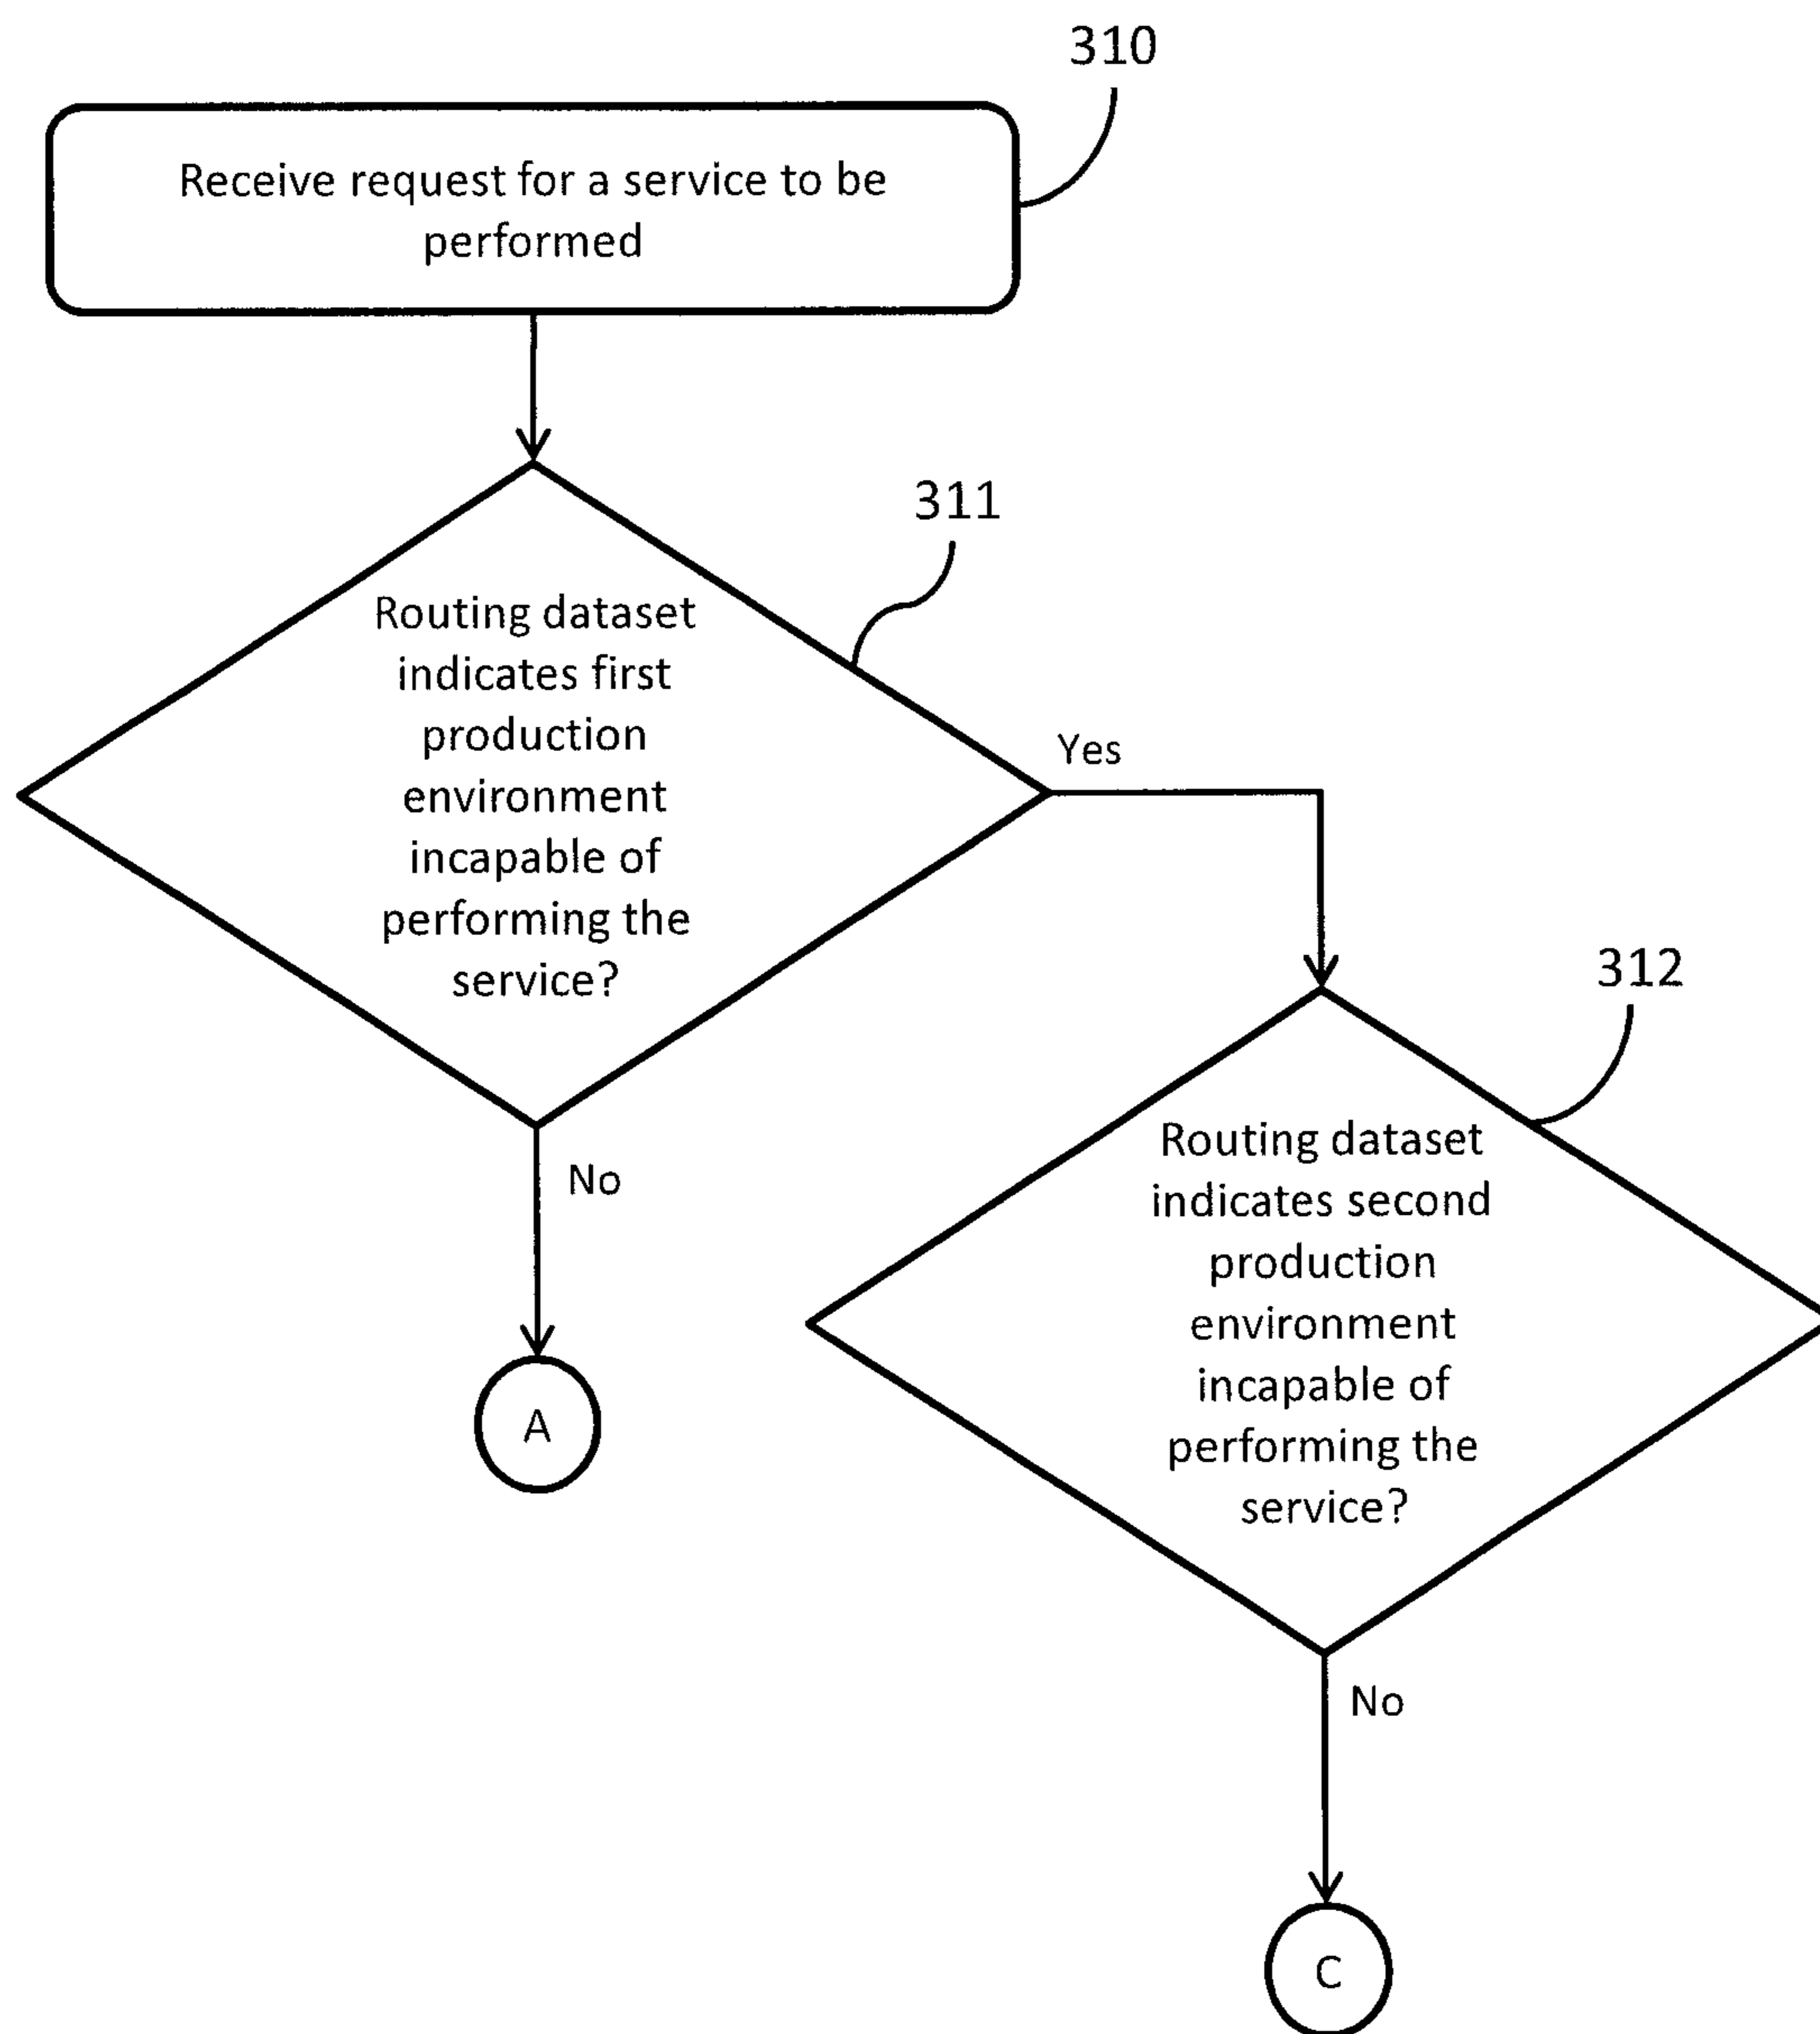 310
Receive request for a service to be
performed
311
Routing dataset
indicates first
production
environment
incapable of
performing the
service?
Yes
No
A
312
Routing dataset
indicates second
production
environment
incapable of
performing the
service?
No
C